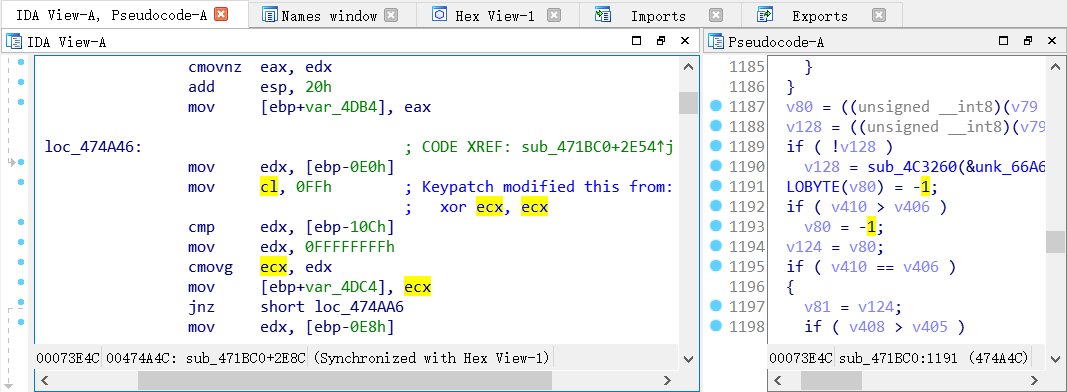 IDA View-A, Pseudocode-A
Names window
Hex View-1
Imports
Exports
IDA View-A
cmovnz eax, edx
add esp, 20h
mov [ebp+var_4DB4], eax
loc_474A46: ; CODE XREF: sub_471BC0+2E54↑j
mov edx, [ebp-0E0h]
mov cl, 0FFh ; Keypatch modified this from:
; xor ecx, ecx
cmp edx, [ebp-10Ch]
mov edx, 0FFFFFFFFh
cmovg ecx, edx
mov [ebp+var_4DC4], ecx
jnz short loc_474AA6
mov edx, [ebp-0E8h]
00073E4C 00474A4C: sub_471BC0+2E8C (Synchronized with Hex View-1)
Pseudocode-A
1185 }
1186 }
1187 v80 = ((unsigned __int8)(v79
1188 v128 = ((unsigned __int8)(v79
1189 if ( !v128 )
1190 v128 = sub_4C3260(&unk_66A6
1191 LOBYTE(v80) = -1;
1192 if ( v410 > v406 )
1193 v80 = -1;
1194 v124 = v80;
1195 if ( v410 == v406 )
1196 {
1197 v81 = v124;
1198 if ( v408 > v405 )
00073E4C sub_471BC0:1191 (474A4C)